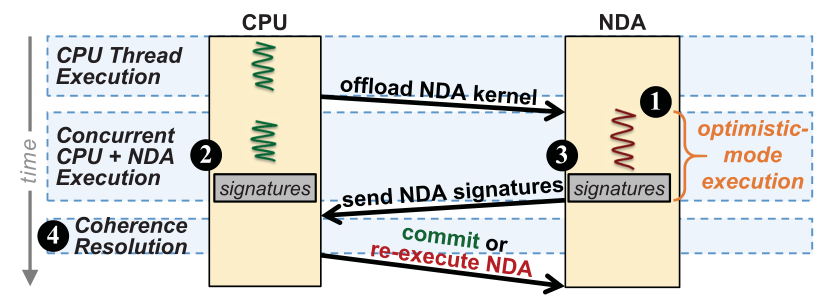 CPU
NDA
CPU Thread
Execution
offload NDA kernel
1
Concurrent
CPU + NDA
Execution
2
3
optimistic-
mode
execution
time
signatures
send NDA signatures
signatures
4
Coherence
Resolution
commit or
re-execute NDA